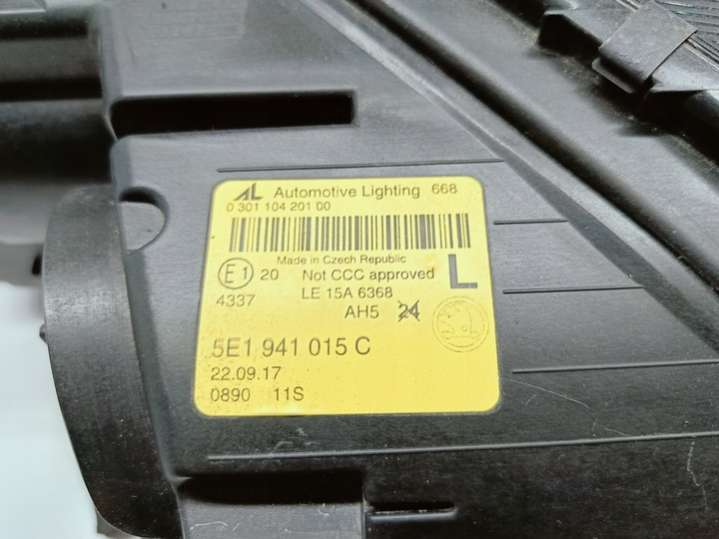 AL Automotive Lighting 668
0 301 104 201 00
Made in Czech Republic
E1 20 Not CCC approved L
4337 LE 15A 6368
AH5 24
5E1 941 015 C
22.09.17
0890 11S